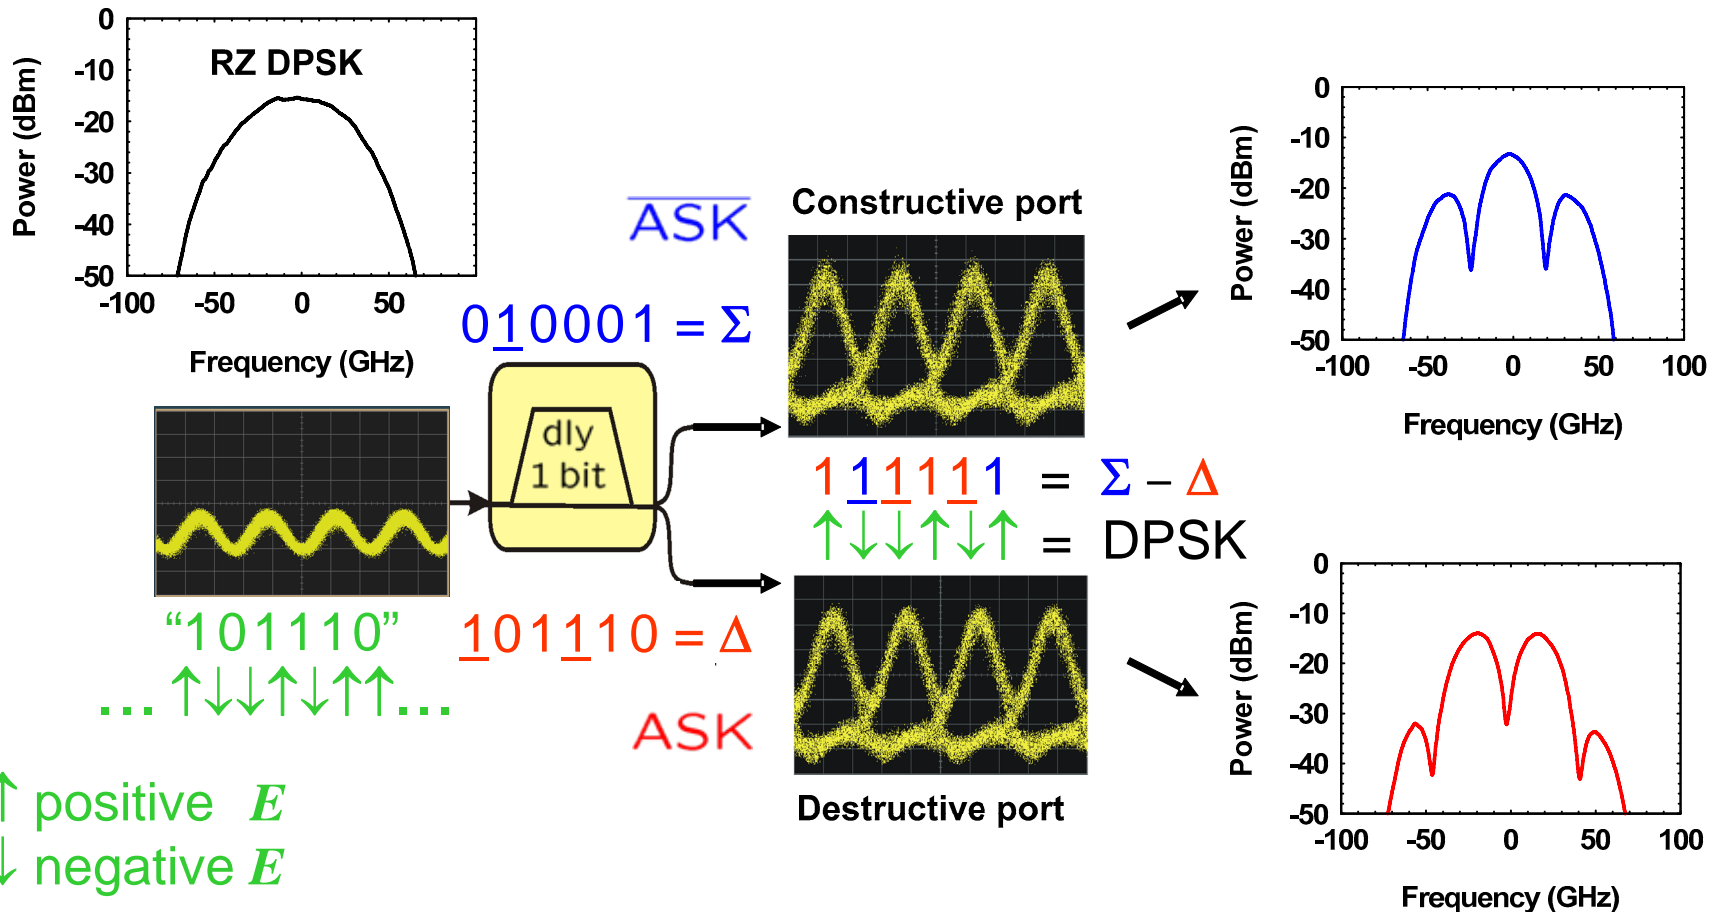 RZ DPSK
Power (dBm)
0
-10
-20
-30
-40
-50
-100
-50
0
50
Frequency (GHz)
ASK
010001 = Σ
dly
1 bit
“101110”
... ↑↓↓↑↓↑↑...
101110 = Δ
ASK
↑ positive E
↓ negative E
Constructive port
111111 = Σ – Δ
↑↓↓↑↓↑ = DPSK
Destructive port
Power (dBm)
0
-10
-20
-30
-40
-50
-100
-50
0
50
100
Frequency (GHz)
Power (dBm)
0
-10
-20
-30
-40
-50
-100
-50
0
50
100
Frequency (GHz)